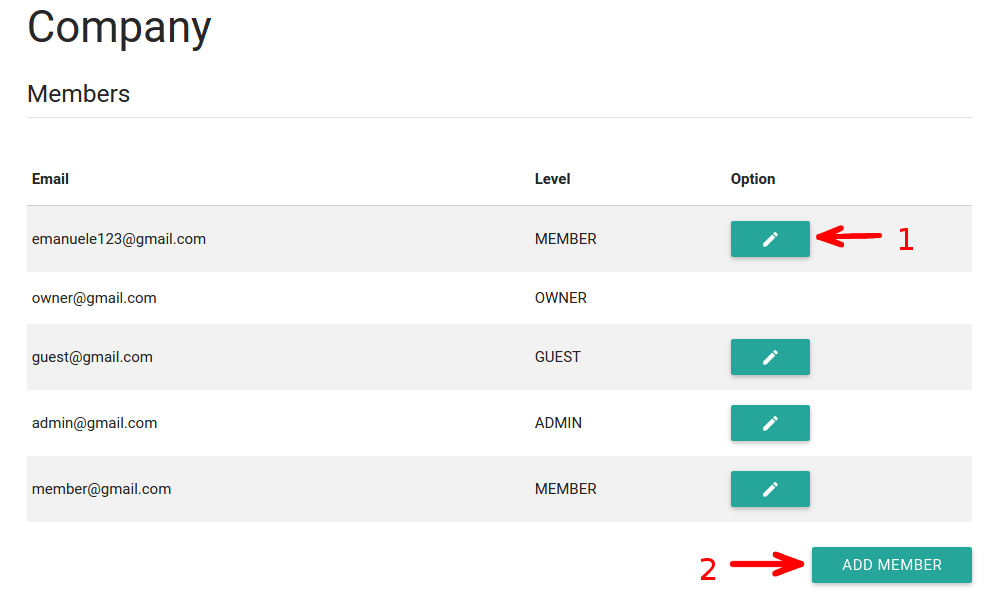 Company
Members
Email Level Option
emanuele123@gmail.com MEMBER 1
owner@gmail.com OWNER
guest@gmail.com GUEST
admin@gmail.com ADMIN
member@gmail.com MEMBER
2 ADD MEMBER